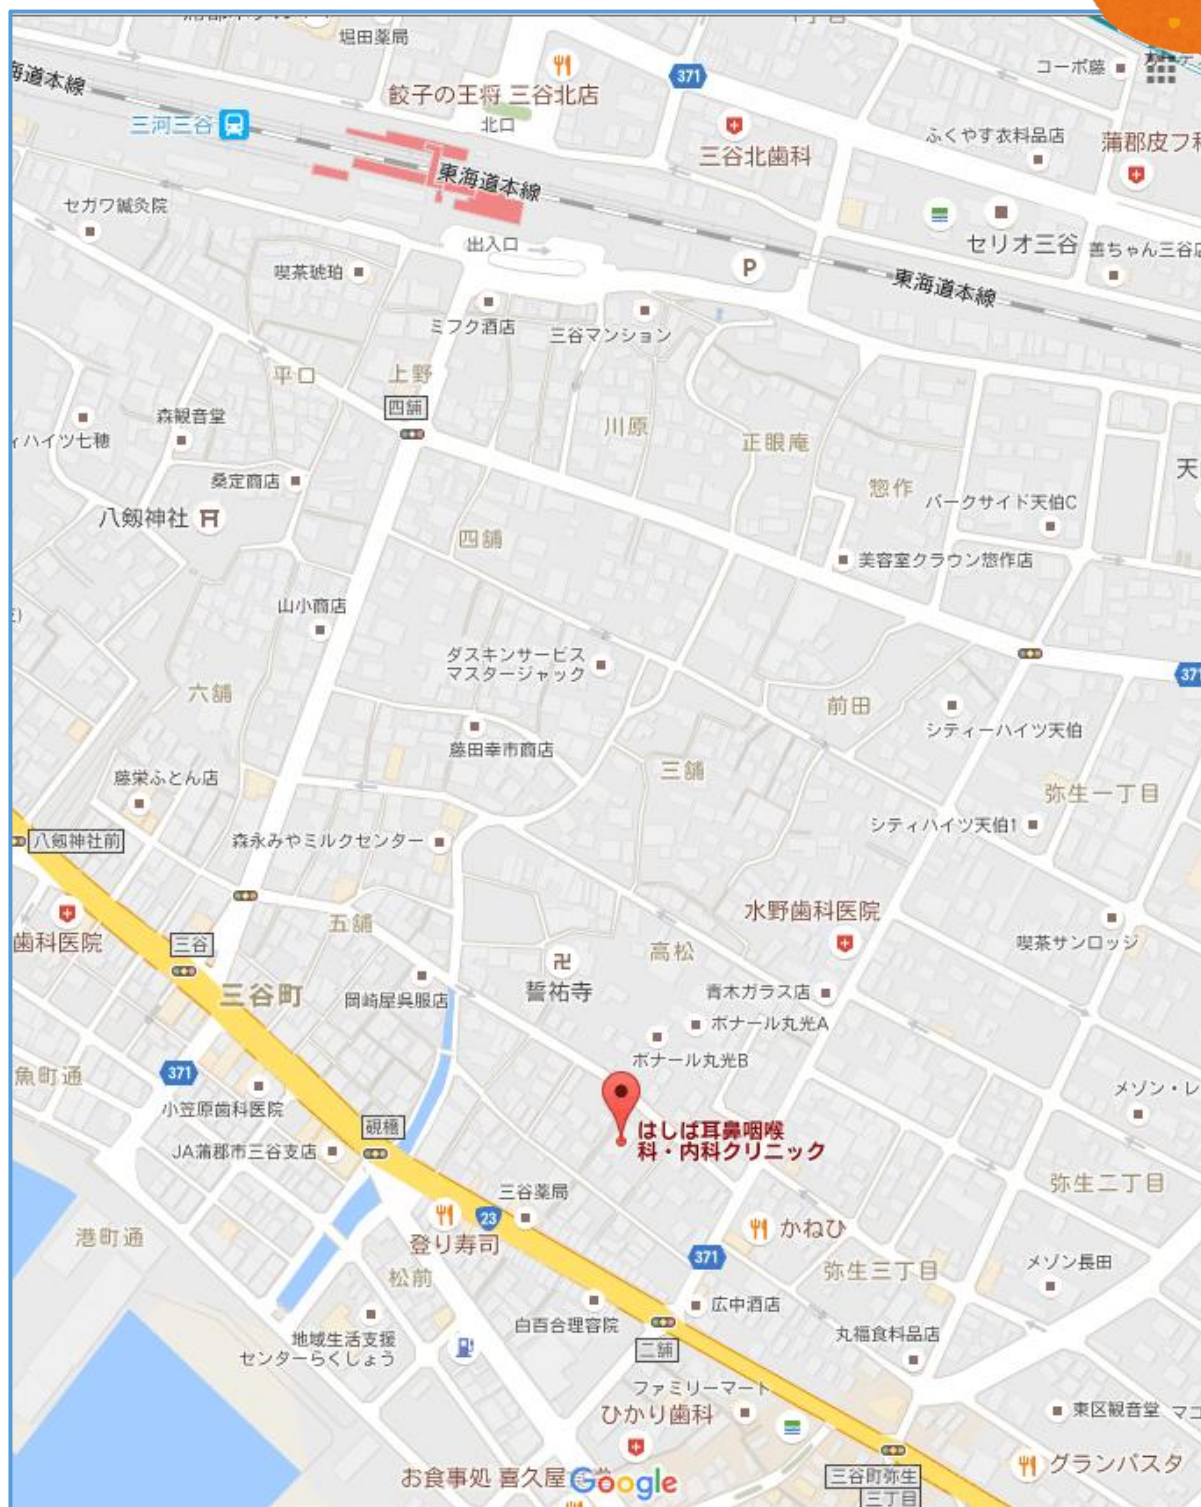 堀田薬局
371
コーポ藤
海道本線
餃子の王将 三谷北店
三河三谷
北口
三谷北歯科
ふくやす衣料品店
蒲郡皮フ科
東海道本線
セガワ鍼灸院
出入口
セリオ三谷
善ちゃん三谷店
喫茶琥珀
P
東海道本線
ミフク酒店
三谷マンション
平口
上野
四舗
森観音堂
川原
正眼庵
ィハイツ七穂
天
桑定商店
惣作
パークサイド天伯C
八剱神社
四舗
美容室クラウン惣作店
山小商店
ダスキンサービス
マスタージャック
371
六舗
前田
シティーハイツ天伯
藤田幸市商店
三舗
藤栄ふとん店
弥生一丁目
シティハイツ天伯1
八剱神社前
森永みやミルクセンター
水野歯科医院
五舗
歯科医院
三谷
高松
喫茶サンロッジ
誓祐寺
三谷町
岡崎屋呉服店
青木ガラス店
ボナール丸光A
ボナール丸光B
魚町通
371
メゾン・レ
小笠原歯科医院
硯橋
はしば耳鼻咽喉
科・内科クリニック
JA蒲郡市三谷支店
三谷薬局
弥生二丁目
23
登り寿司
かねひ
港町通
371
松前
弥生三丁目
メゾン長田
広中酒店
白百合理容院
地域生活支援
センターらくしょう
二舗
丸福食料品店
ファミリーマート
ひかり歯科
東区観音堂
マコ
グランパスタ
お食事処 喜久屋
Google
三谷町弥生
三丁目